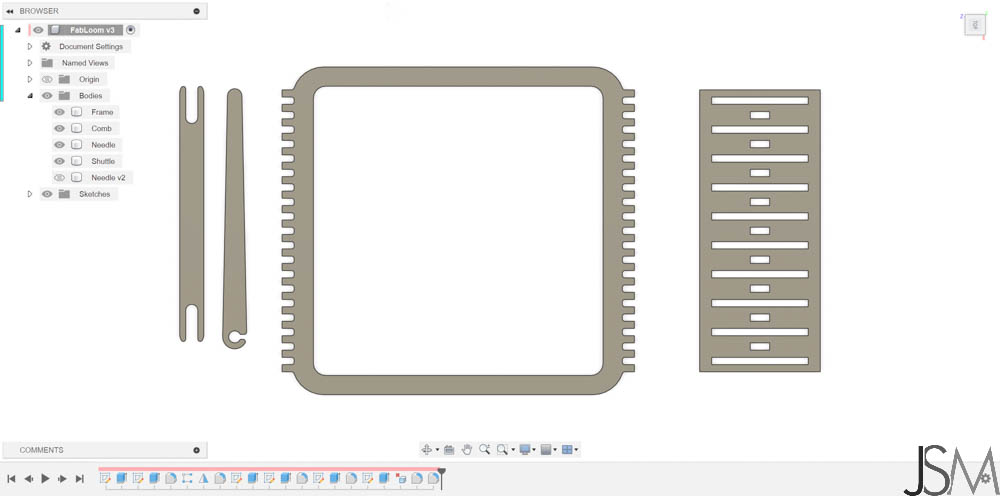 BROWSER
FabLoom v3
Document Settings
Named Views
Origin
Bodies
Frame
Comb
Needle
Shuttle
Needle v2
Sketches
COMMENTS
JSM